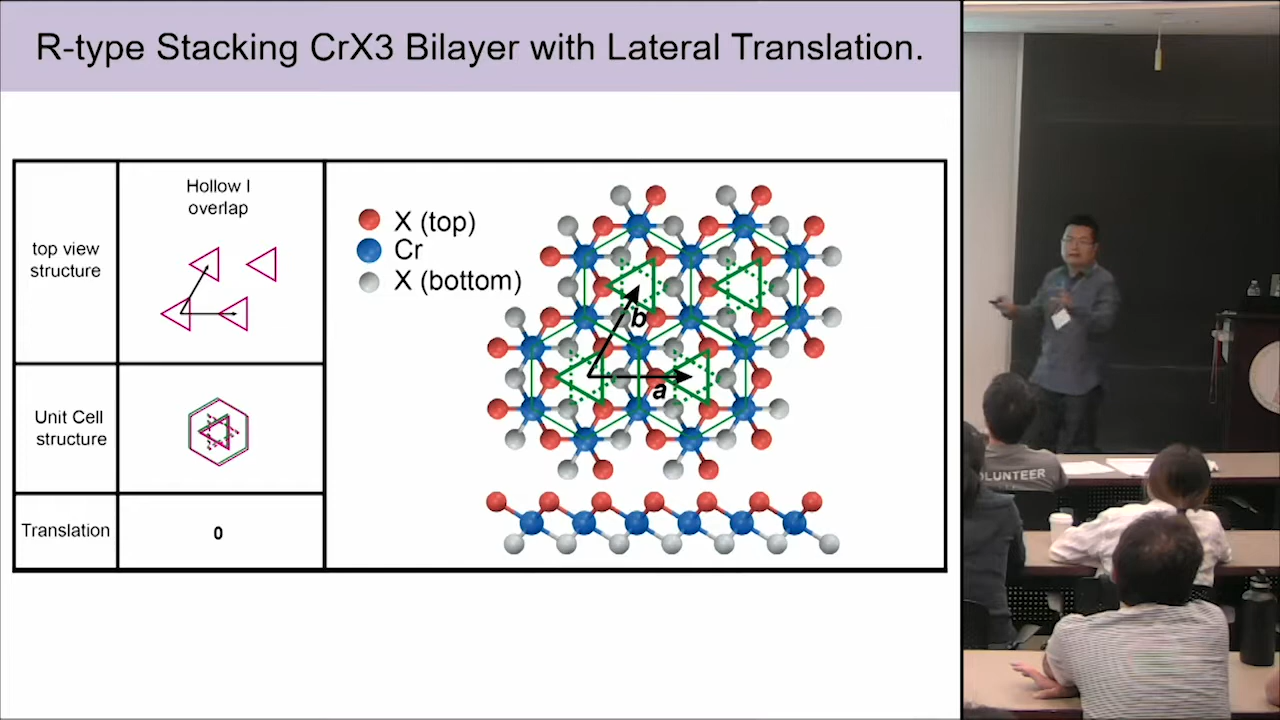 R-type Stacking CrX3 Bilayer with Lateral Translation.
top view
structure
Hollow I
overlap
Unit Cell
structure
Translation
0
X (top)
Cr
X (bottom)
b
a
OLUNTEER